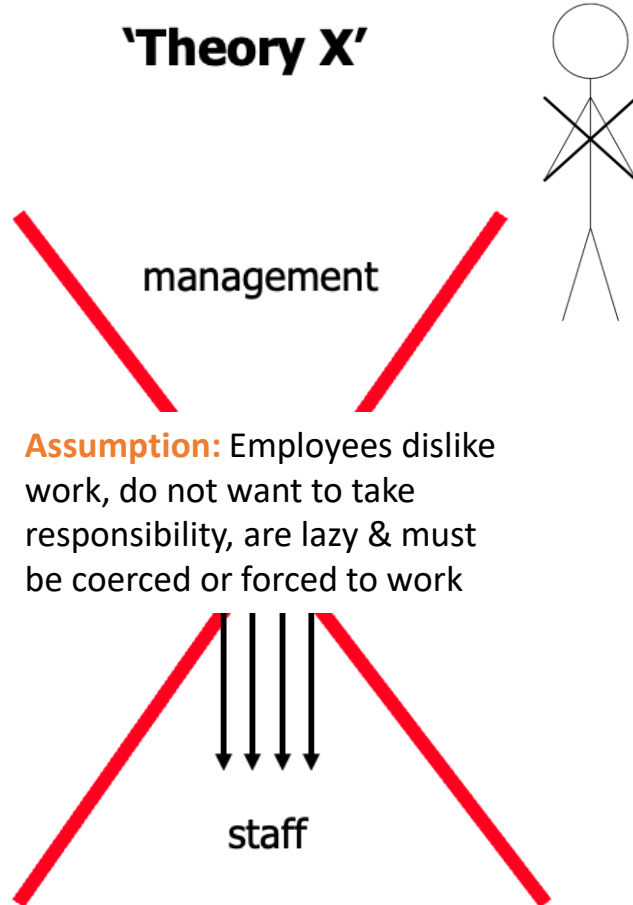 ‘Theory X’
management
Assumption: Employees dislike
work, do not want to take
responsibility, are lazy & must
be coerced or forced to work
staff